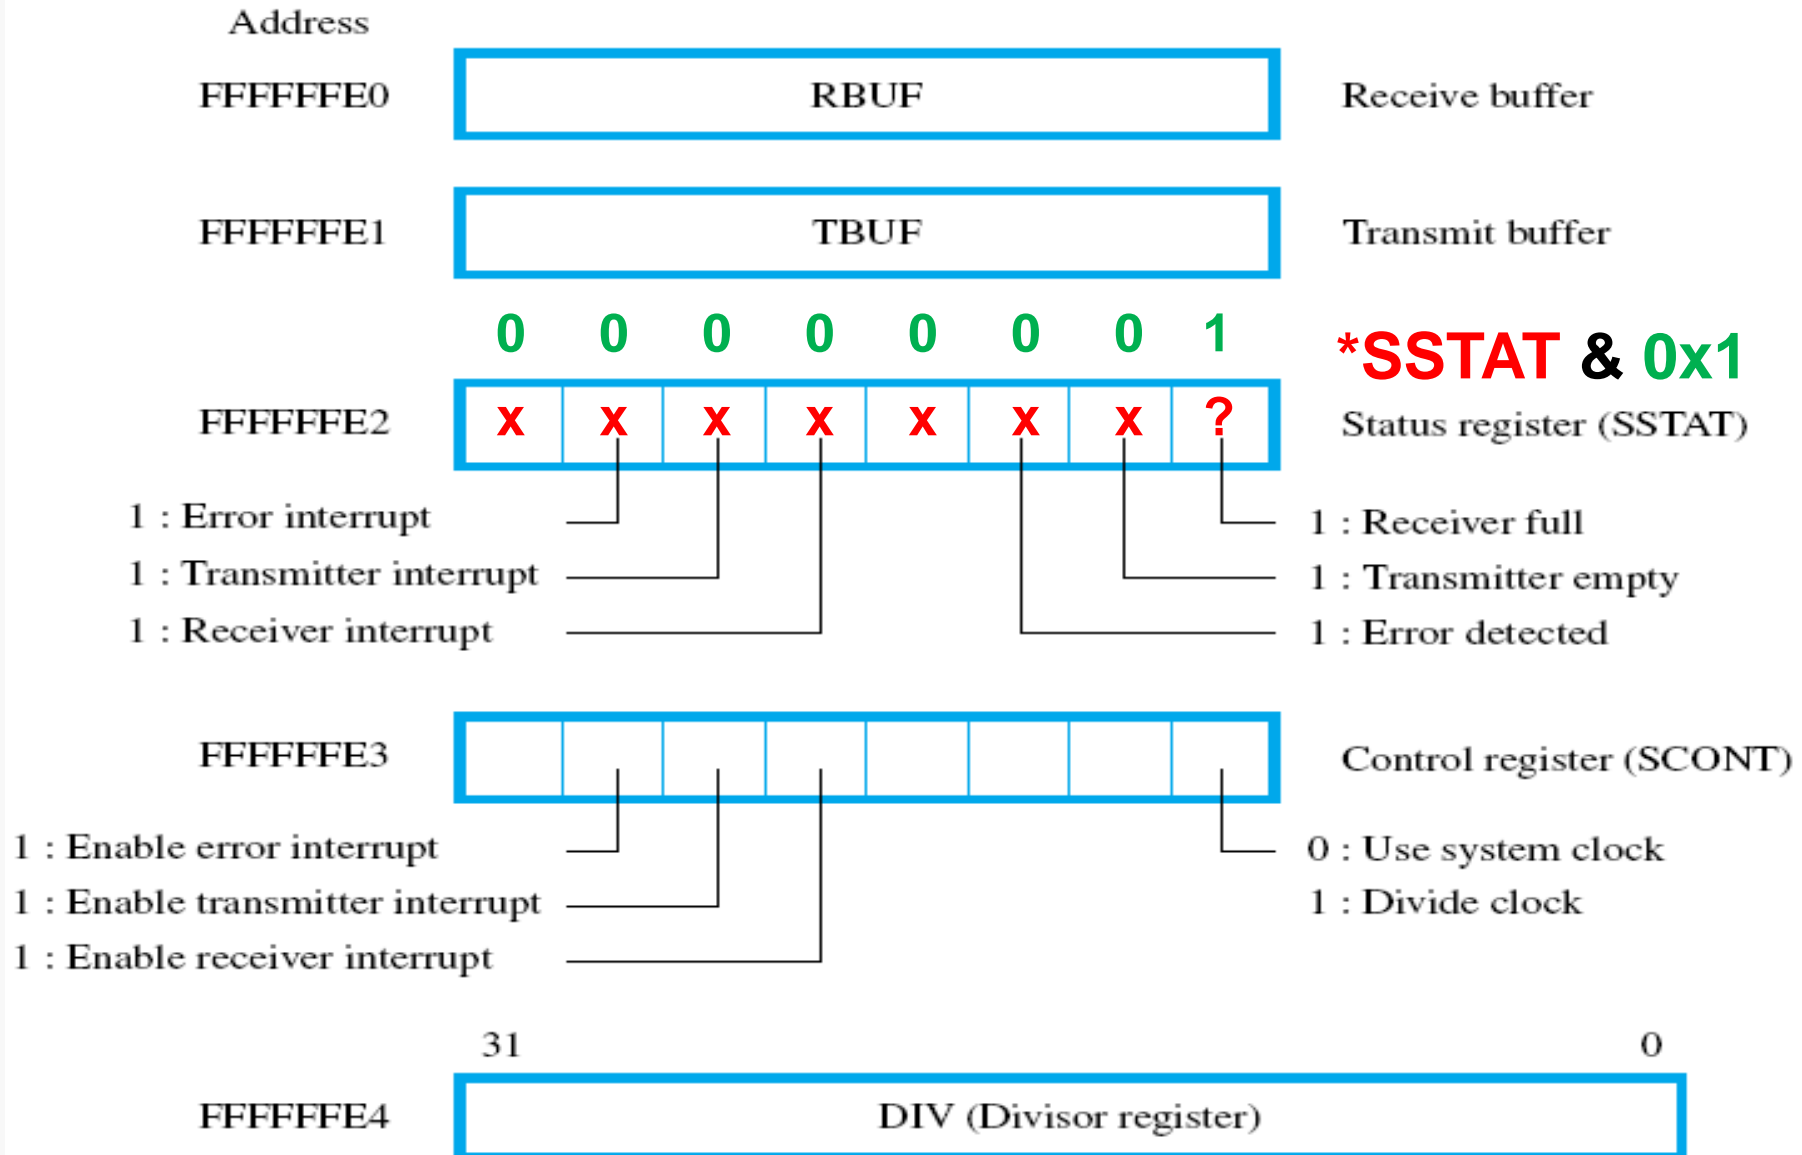 Address
FFFFFFE0 RBUF Receive buffer
FFFFFFE1 TBUF Transmit buffer
0 0 0 0 0 0 0 1 *SSTAT & 0x1
FFFFFFE2 x x x x x x x ? Status register (SSTAT)
1 : Error interrupt 1 : Receiver full
1 : Transmitter interrupt 1 : Transmitter empty
1 : Receiver interrupt 1 : Error detected
FFFFFFE3 Control register (SCONT)
1 : Enable error interrupt 0 : Use system clock
1 : Enable transmitter interrupt 1 : Divide clock
1 : Enable receiver interrupt
31 0
FFFFFFE4 DIV (Divisor register)